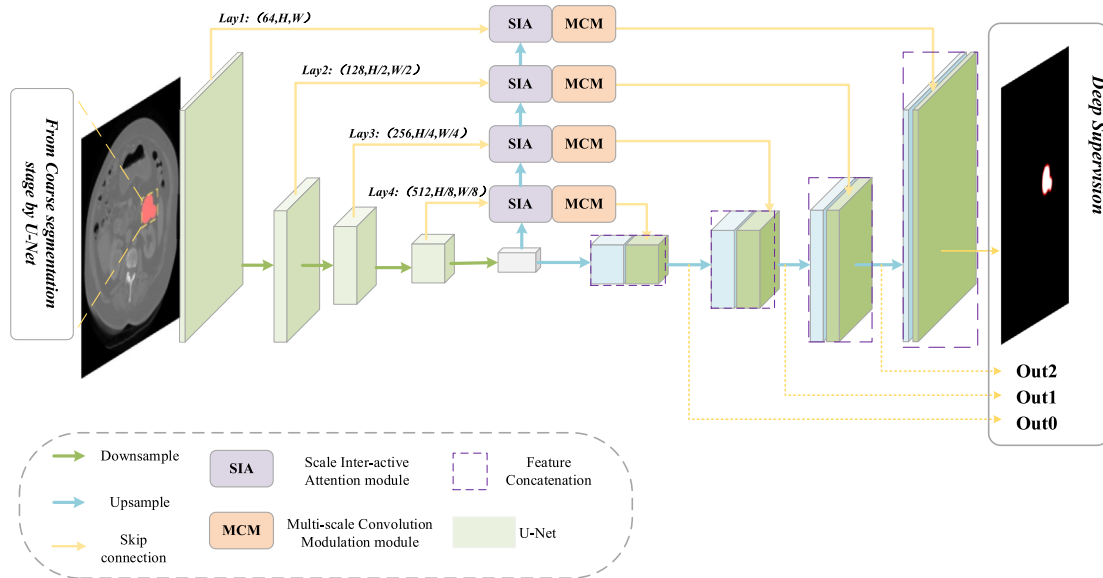 From Coarse segmentation
stage by U-Net
Lay1: (64,H,W)
SIA
MCM
Lay2: (128,H/2,W/2)
SIA
MCM
Lay3: (256,H/4,W/4)
SIA
MCM
Lay4: (512,H/8,W/8)
SIA
MCM
Deep Supervision
Out2
Out1
Out0
Downsample
Upsample
Skip
connection
SIA
Scale Inter-active
Attention module
MCM
Multi-scale Convolution
Modulation module
Feature
Concatenation
U-Net